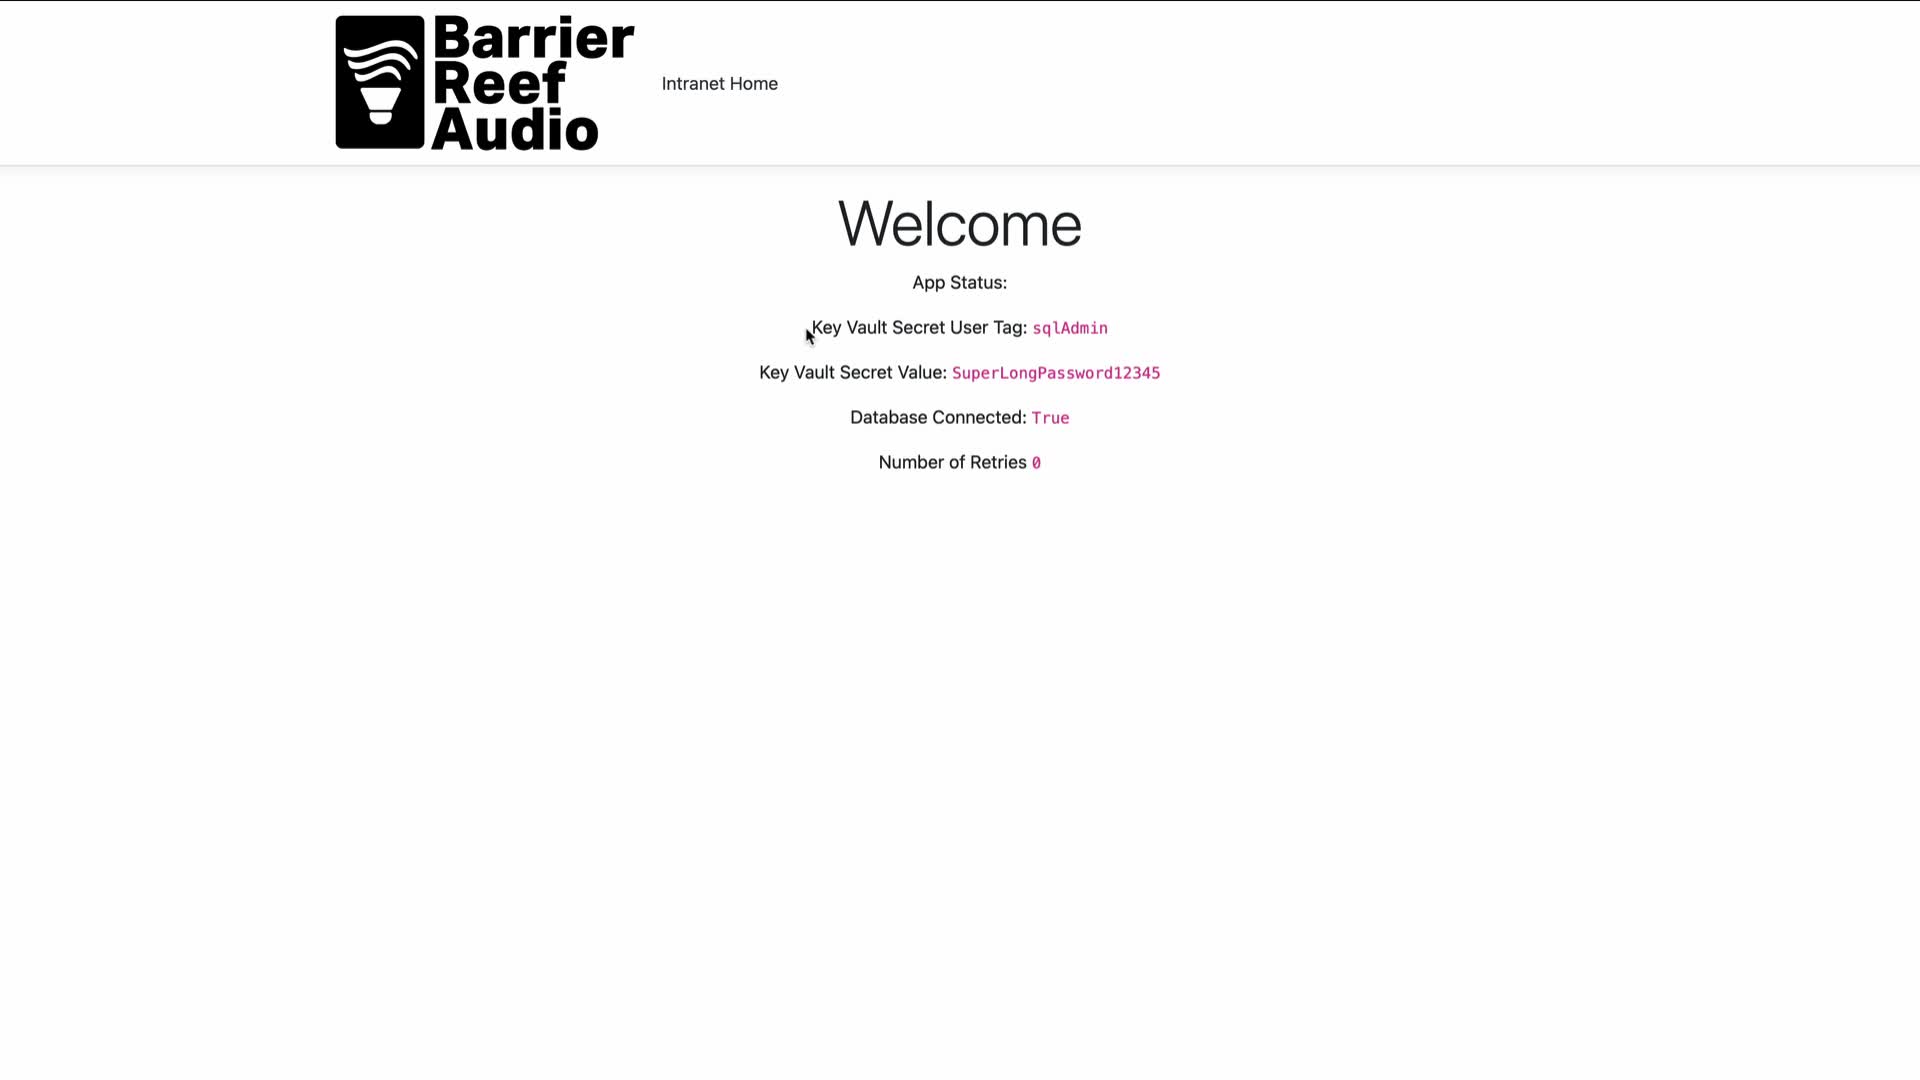 Barrier
Reef
Audio
Intranet Home
Welcome
App Status:
Key Vault Secret User Tag: sqlAdmin
Key Vault Secret Value: SuperLongPassword12345
Database Connected: True
Number of Retries 0